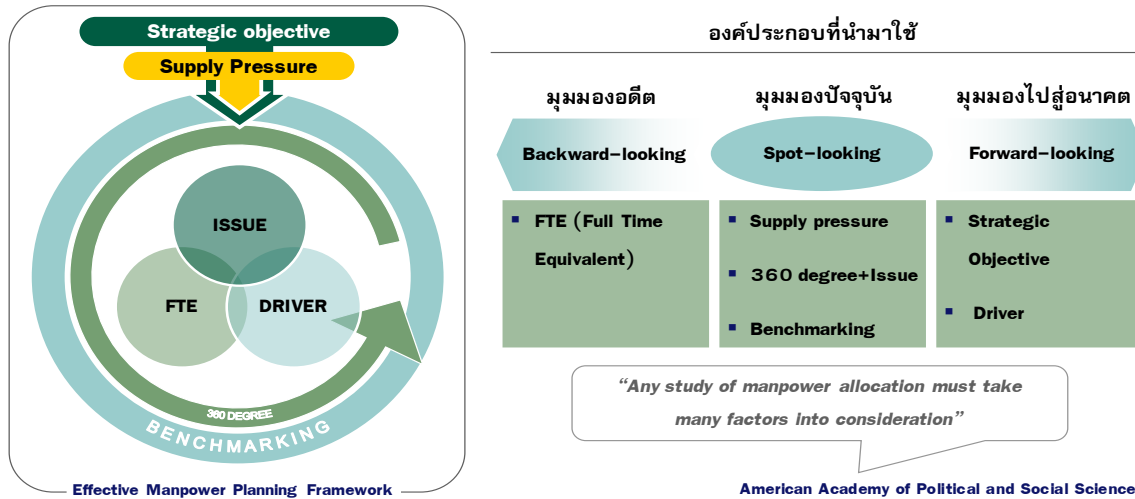 Strategic objective
Supply Pressure
ISSUE
FTE
DRIVER
360 DEGREE
BENCHMARKING
Effective Manpower Planning Framework
องค์ประกอบที่นำมาใช้
มุมมองอดีต
มุมมองปัจจุบัน
มุมมองไปสู่อนาคต
Backward-looking
Spot-looking
Forward-looking
▪ FTE (Full Time
Equivalent)
▪ Supply pressure
▪ 360 degree+Issue
▪ Benchmarking
▪ Strategic
Objective
▪ Driver
“Any study of manpower allocation must take
many factors into consideration”
American Academy of Political and Social Science